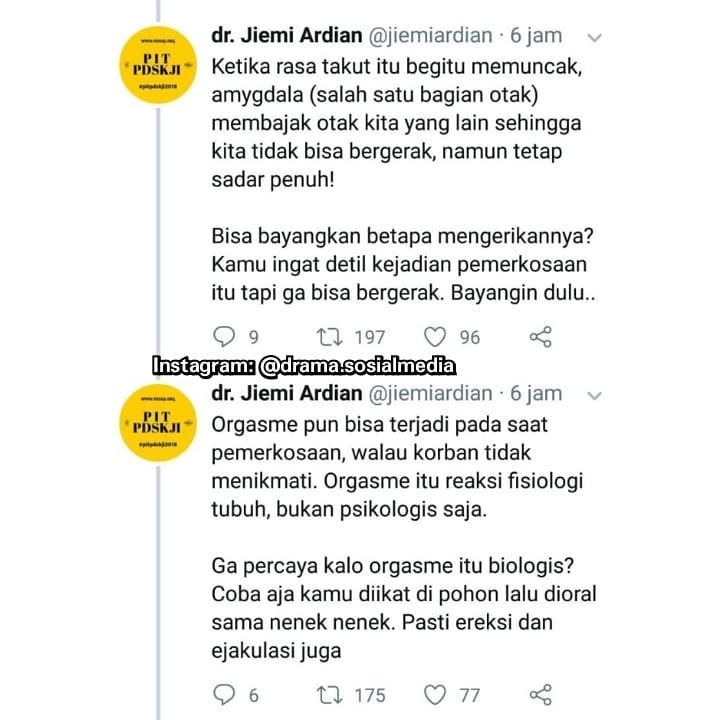 dr. Jiemi Ardian @jiemiardian · 6 jam
PIT
PDSKJI
Ketika rasa takut itu begitu memuncak,
amygdala (salah satu bagian otak)
membajak otak kita yang lain sehingga
kita tidak bisa bergerak, namun tetap
sadar penuh!
Bisa bayangkan betapa mengerikannya?
Kamu ingat detil kejadian pemerkosaan
itu tapi ga bisa bergerak. Bayangin dulu..
9 197 96
Instagram: @drama.sosialmedia
dr. Jiemi Ardian @jiemiardian · 6 jam
PIT
PDSKJI
Orgasme pun bisa terjadi pada saat
pemerkosaan, walau korban tidak
menikmati. Orgasme itu reaksi fisiologi
tubuh, bukan psikologis saja.
Ga percaya kalo orgasme itu biologis?
Coba aja kamu diikat di pohon lalu dioral
sama nenek nenek. Pasti ereksi dan
ejakulasi juga
6 175 77